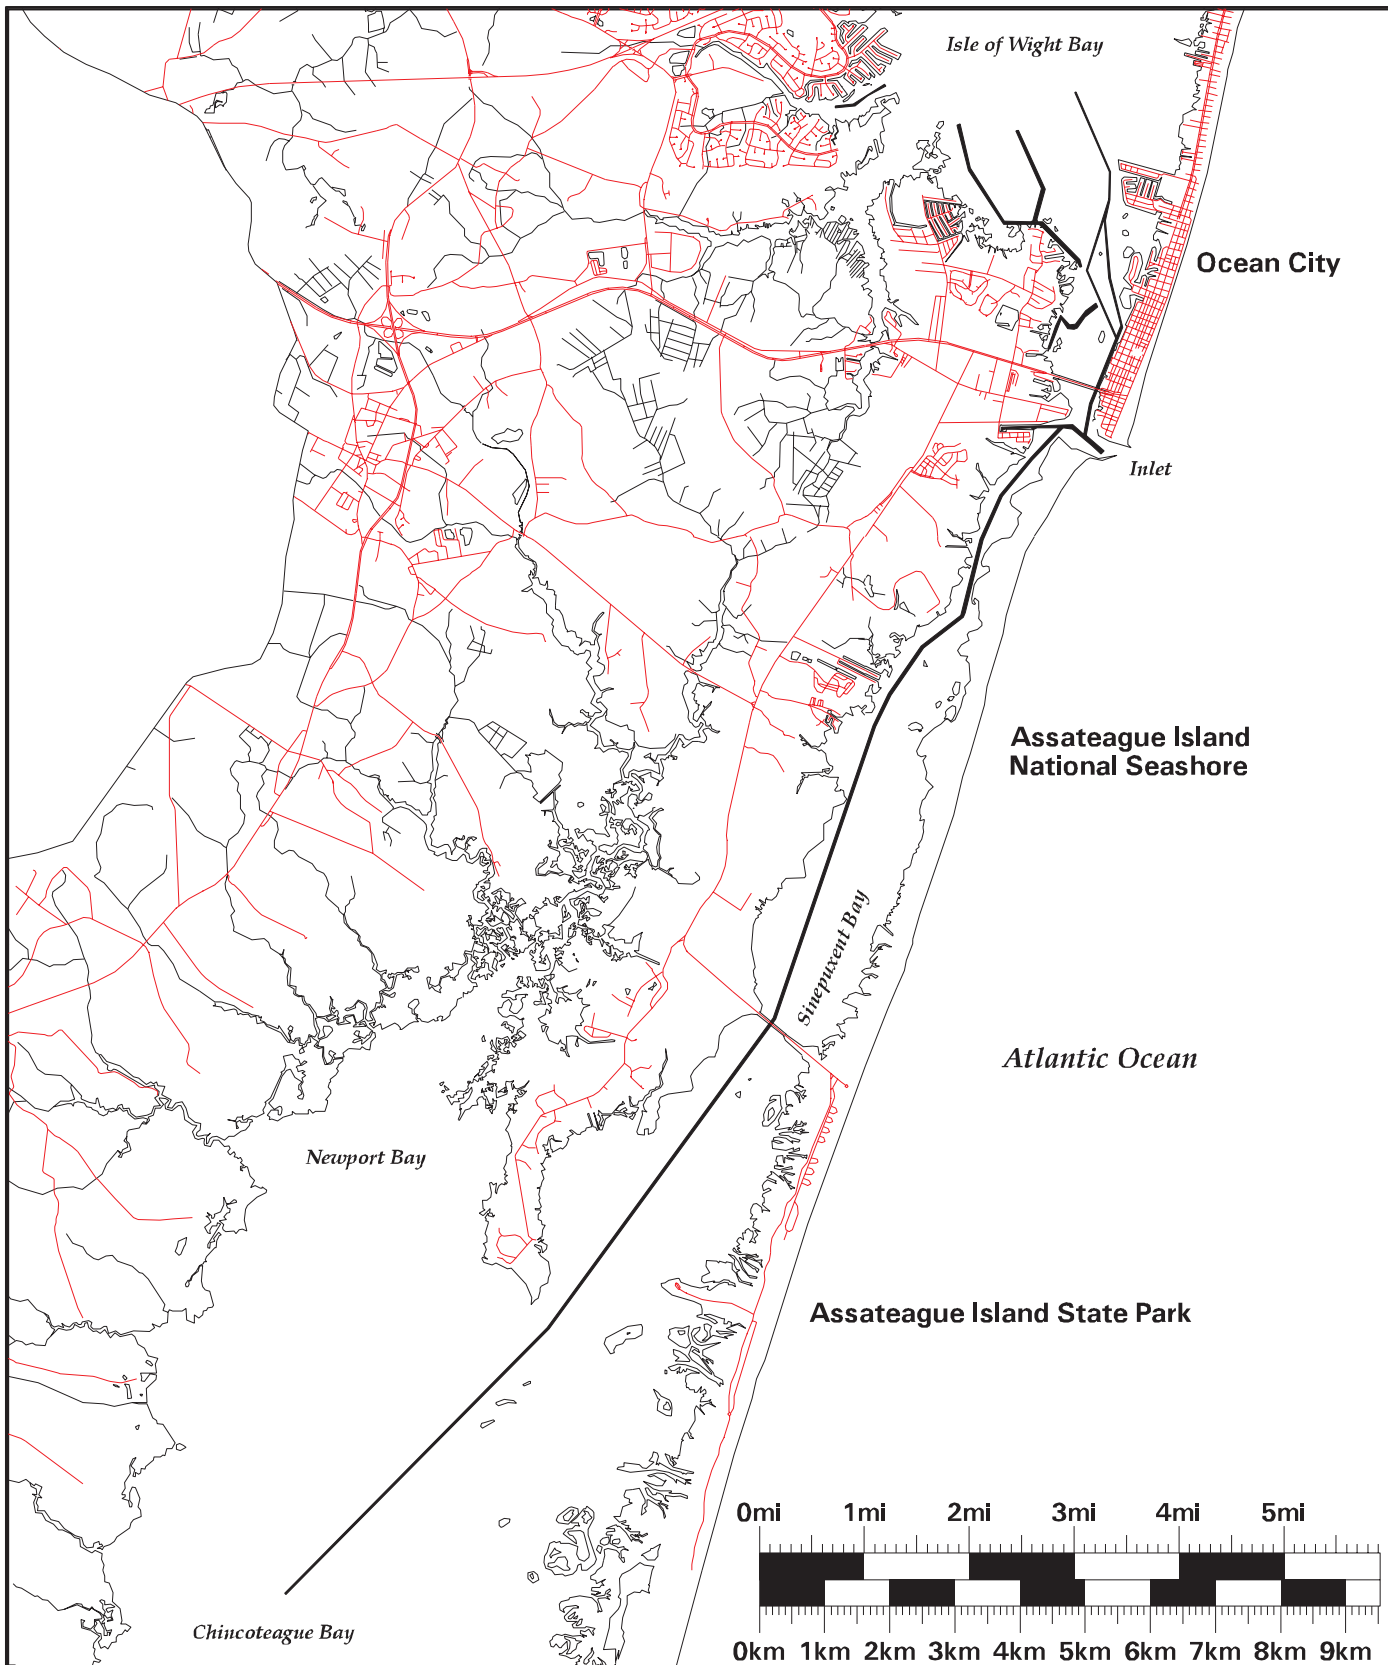 Isle of Wight Bay
Ocean City
Inlet
Assateague Island
National Seashore
Sinepuxent Bay
Atlantic Ocean
Newport Bay
Assateague Island State Park
0mi 1mi 2mi 3mi 4mi 5mi
0km 1km 2km 3km 4km 5km 6km 7km 8km 9km
Chincoteague Bay